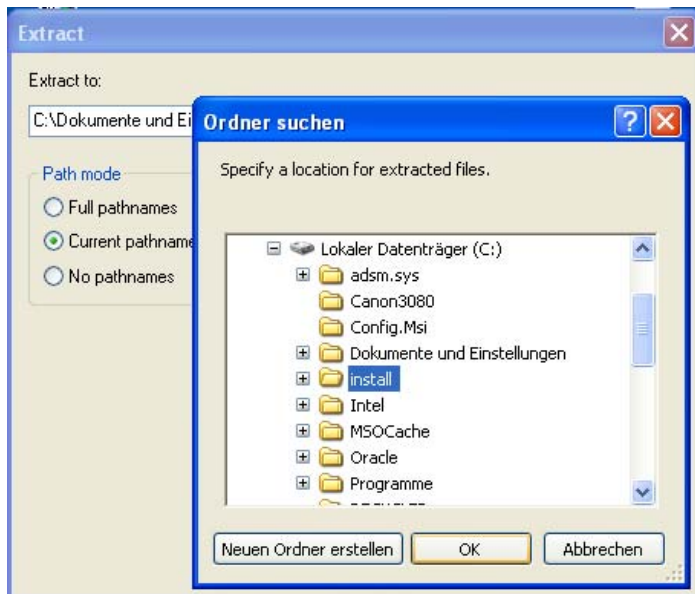 Extract
Extract to:
C:\Dokumente und Ei
Path mode
Full pathnames
Current pathname
No pathnames
Ordner suchen
Specify a location for extracted files.
Lokaler Datenträger (C:)
adsm.sys
Canon3080
Config.Msi
Dokumente und Einstellungen
install
Intel
MSOCache
Oracle
Programme
Neuen Ordner erstellen
OK
Abbrechen